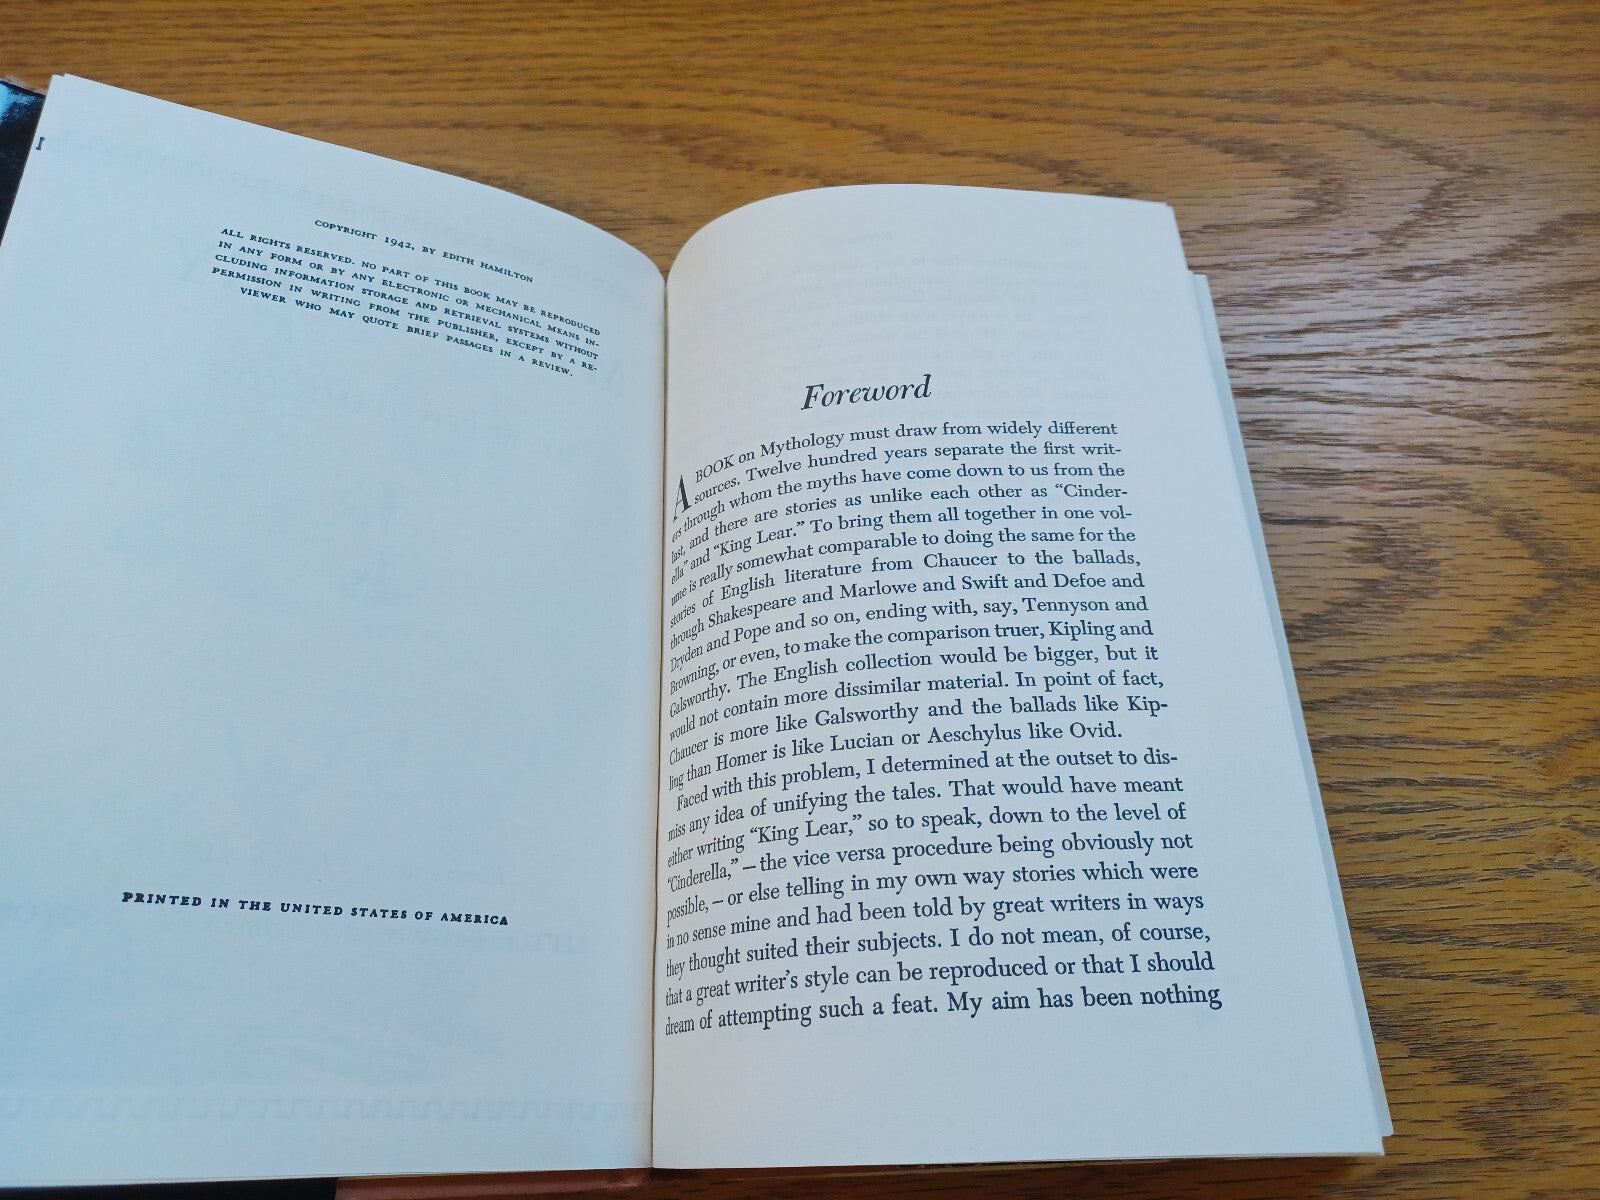 COPYRIGHT 1942, BY EDITH HAMILTON
ALL RIGHTS RESERVED. NO PART OF THIS BOOK MAY BE REPRODUCED
IN ANY FORM OR BY ANY ELECTRONIC OR MECHANICAL MEANS IN-
CLUDING INFORMATION STORAGE AND RETRIEVAL SYSTEMS WITHOUT
PERMISSION IN WRITING FROM THE PUBLISHER, EXCEPT BY A RE-
VIEWER WHO MAY QUOTE BRIEF PASSAGES IN A REVIEW.
PRINTED IN THE UNITED STATES OF AMERICA
Foreword
A BOOK on Mythology must draw from widely different
sources. Twelve hundred years separate the first writ-
ers through whom the myths have come down to us from the
last, and there are stories as unlike each other as “Cinder-
ella” and “King Lear.” To bring them all together in one vol-
ume is really somewhat comparable to doing the same for the
stories of English literature from Chaucer to the ballads,
through Shakespeare and Marlowe and Swift and Defoe and
Dryden and Pope and so on, ending with, say, Tennyson and
Browning, or even, to make the comparison truer, Kipling and
Galsworthy. The English collection would be bigger, but it
would not contain more dissimilar material. In point of fact,
Chaucer is more like Galsworthy and the ballads like Kip-
ling than Homer is like Lucian or Aeschylus like Ovid.
Faced with this problem, I determined at the outset to dis-
miss any idea of unifying the tales. That would have meant
either writing “King Lear,” so to speak, down to the level of
“Cinderella,” – the vice versa procedure being obviously not
possible, – or else telling in my own way stories which were
in no sense mine and had been told by great writers in ways
they thought suited their subjects. I do not mean, of course,
that a great writer’s style can be reproduced or that I should
dream of attempting such a feat. My aim has been nothing